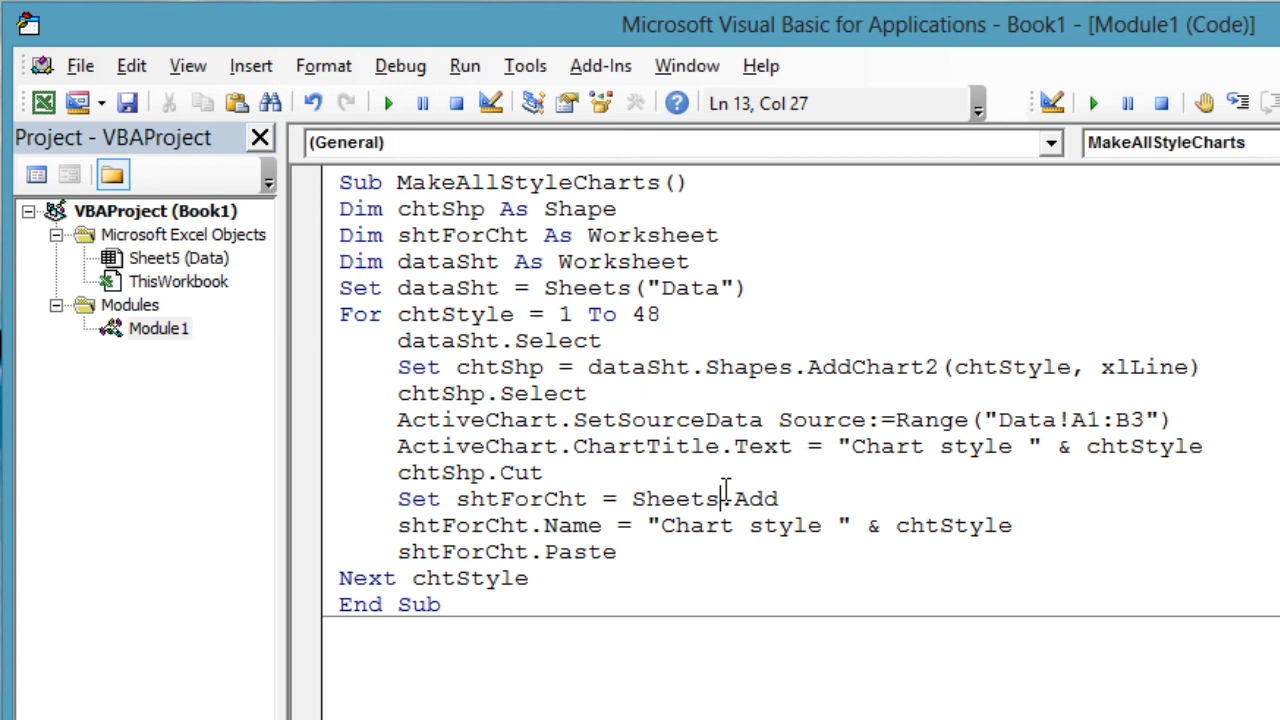 Microsoft Visual Basic for Applications - Book1 - [Module1 (Code)]
File Edit View Insert Format Debug Run Tools Add-Ins Window Help
Ln 13, Col 27
Project - VBAProject
(General) MakeAllStyleCharts
VBAProject (Book1)
Microsoft Excel Objects
Sheet5 (Data)
ThisWorkbook
Modules
Module1
Sub MakeAllStyleCharts()
Dim chtShp As Shape
Dim shtForCht As Worksheet
Dim dataSht As Worksheet
Set dataSht = Sheets("Data")
For chtStyle = 1 To 48
    dataSht.Select
    Set chtShp = dataSht.Shapes.AddChart2(chtStyle, xlLine)
    chtShp.Select
    ActiveChart.SetSourceData Source:=Range("Data!A1:B3")
    ActiveChart.ChartTitle.Text = "Chart style " & chtStyle
    chtShp.Cut
    Set shtForCht = Sheets.Add
    shtForCht.Name = "Chart style " & chtStyle
    shtForCht.Paste
Next chtStyle
End Sub